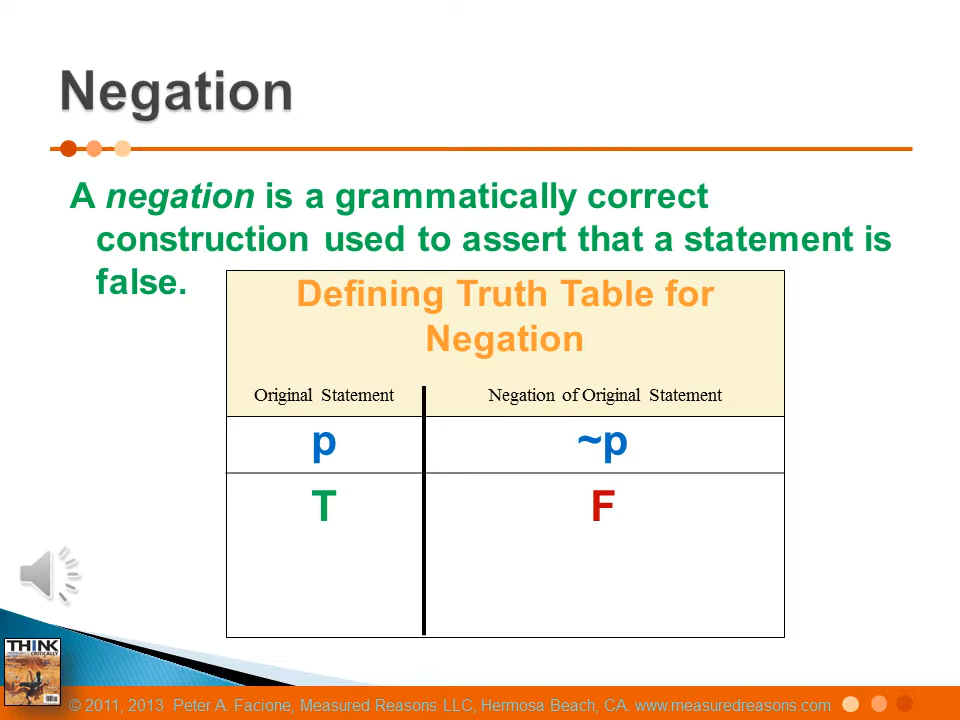 Negation
A negation is a grammatically correct
construction used to assert that a statement is
false.
Defining Truth Table for
Negation
Original Statement Negation of Original Statement
p ~p
T F
THINK
CRITICALLY
© 2011, 2013 Peter A. Facione, Measured Reasons LLC, Hermosa Beach, CA. www.measuredreasons.com